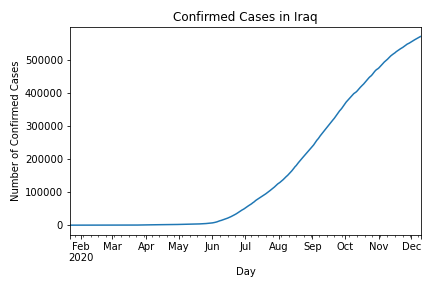 Confirmed Cases in Iraq
Number of Confirmed Cases
500000
400000
300000
200000
100000
0
Feb Mar Apr May Jun Jul Aug Sep Oct Nov Dec
2020
Day